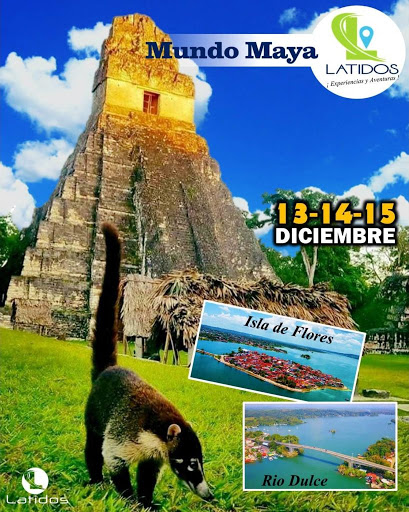 Mundo Maya
LATIDOS
¡ Experiencias y Aventuras
13-14-15
DICIEMBRE
Isla de Flores
Rio Dulce
Latidos